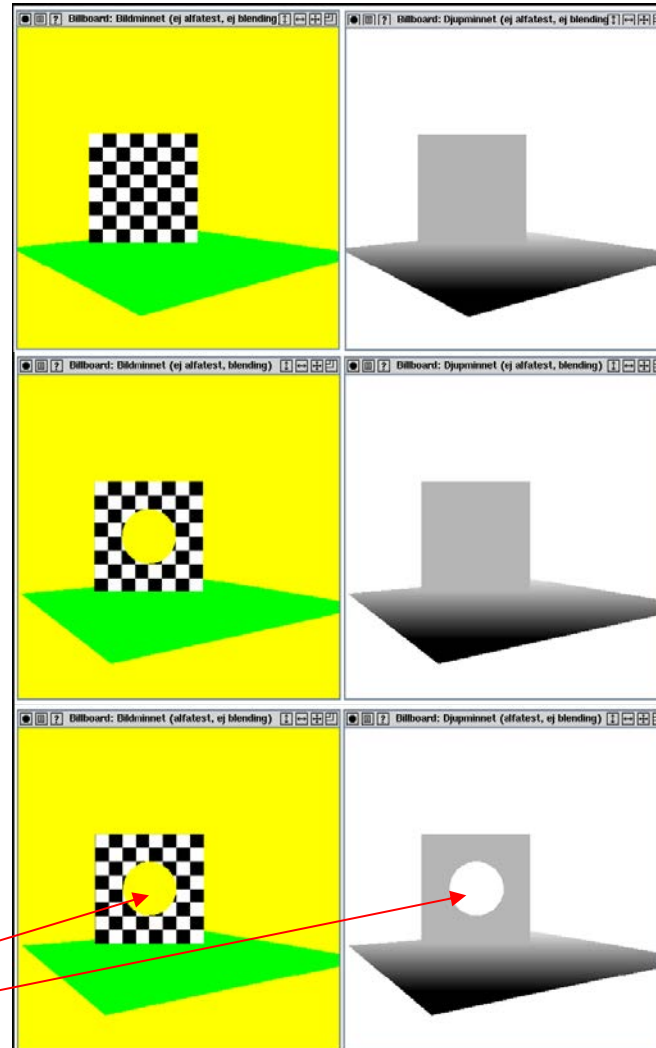 Billboard: Bildminnet (ej alfatest, ej blending
Billboard: Djupminnet (ej alfatest, ej blending)
Billboard: Bildminnet (ej alfatest, blending)
Billboard: Djupminnet (ej alfatest, blending)
Billboard: Bildminnet (alfatest, ej blending)
Billboard: Djupminnet (alfatest, ej blending)